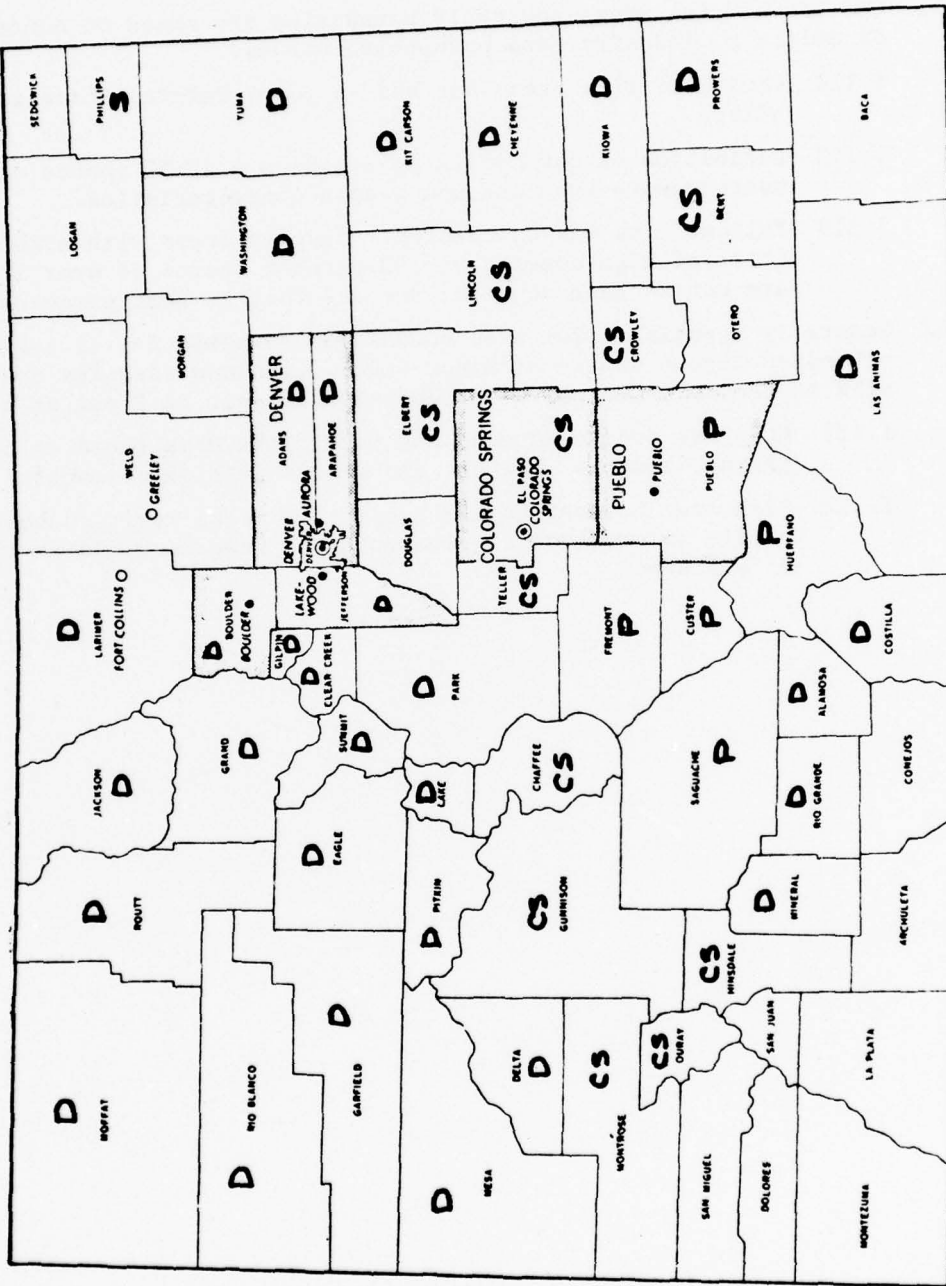 MOFFAT
D
ROUTT
D
JACKSON
D
LARIMER
D
FORT COLLINS
WELD
GREELEY
LOGAN
SEDGWICK
PHILLIPS
S
RIO BLANCO
D
GRAND
D
BOULDER
D
BOULDER
MORGAN
WASHINGTON
D
YUMA
D
GARFIELD
D
EAGLE
D
SUMMIT
D
GILPIN
D
CLEAR CREEK
D
JEFFERSON
D
LAKE-
WOOD
DENVER
DENVER
AURORA
ADAMS
D
DENVER
ARAPAHOE
D
MESA
D
PITKIN
D
LAKE
D
PARK
D
DOUGLAS
ELBERT
CS
LINCOLN
CS
KIT CARSON
D
DELTA
D
GUNNISON
CS
CHAFFEE
CS
TELLER
CS
COLORADO SPRINGS
EL PASO
COLORADO
SPRINGS
CS
CHEYENNE
D
MONTROSE
CS
OURAY
CS
HINSDALE
CS
SAGUACHE
P
FREMONT
P
CUSTER
P
PUEBLO
PUEBLO
PUEBLO
P
CROWLEY
CS
KIOWA
D
SAN MIGUEL
SAN JUAN
MINERAL
D
RIO GRANDE
D
ALAMOSA
D
HUERFANO
P
OTERO
BENT
CS
PROWERS
D
DOLORES
MONTEZUMA
LA PLATA
ARCHULETA
CONEJOS
COSTILLA
D
LAS ANIMAS
D
BACA